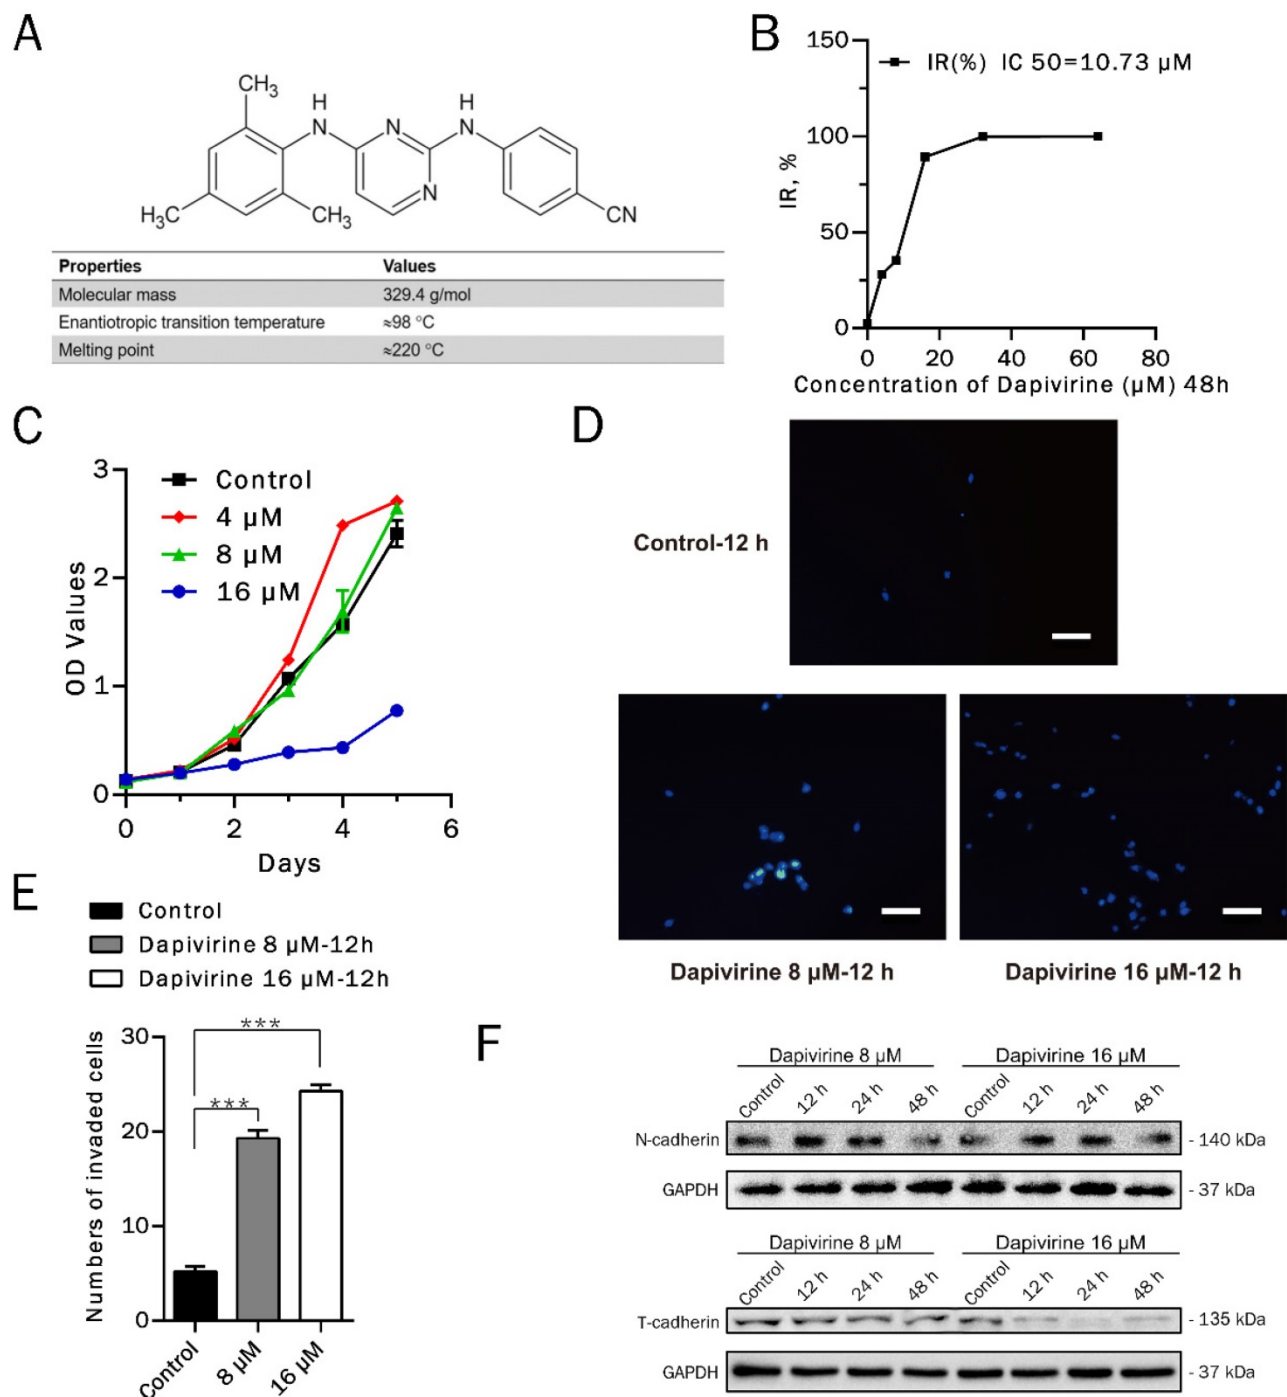 A
CH₃
H
H
N
N
NH
N
H₃C
CH₃
CN
Properties Values
Molecular mass 329.4 g/mol
Enantiotropic transition temperature ≈98 °C
Melting point ≈220 °C
B
IR(%) IC 50=10.73 µM
150
100
50
0
IR, %
0 20 40 60 80
Concentration of Dapivirine (µM) 48h
C
Control
4 µM
8 µM
16 µM
3
2
1
0
OD Values
0 2 4 6
Days
D
Control-12 h
Dapivirine 8 µM-12 h
Dapivirine 16 µM-12 h
E
Control
Dapivirine 8 µM-12h
Dapivirine 16 µM-12h
30
20
10
0
Numbers of invaded cells
***
***
Control
8 µM
16 µM
F
Dapivirine 8 µM Dapivirine 16 µM
Control 12 h 24 h 48 h Control 12 h 24 h 48 h
N-cadherin - 140 kDa
GAPDH - 37 kDa
Dapivirine 8 µM Dapivirine 16 µM
Control 12 h 24 h 48 h Control 12 h 24 h 48 h
T-cadherin - 135 kDa
GAPDH - 37 kDa